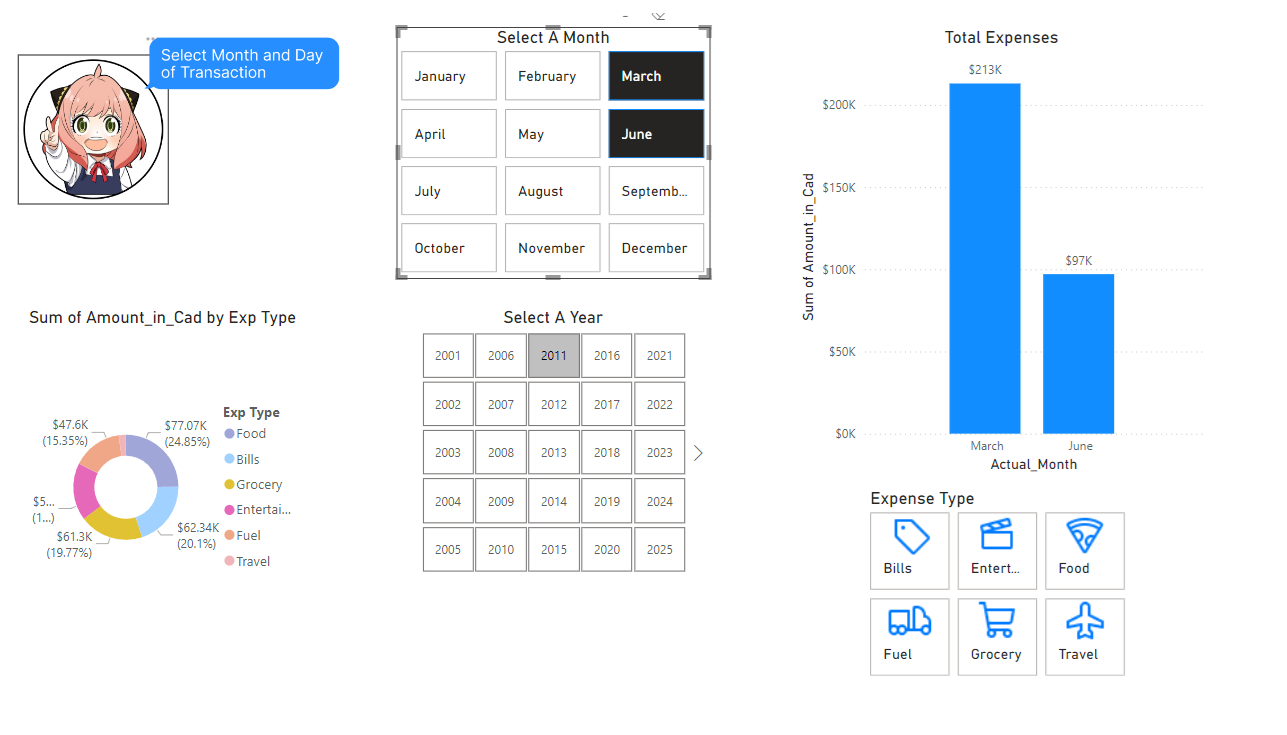 Select Month and Day
of Transaction
Select A Month
January
February
March
April
May
June
July
August
Septemb...
October
November
December
Total Expenses
$213K
$97K
$200K
$150K
$100K
$50K
$0K
Sum of Amount_in_Cad
March
June
Actual_Month
Sum of Amount_in_Cad by Exp Type
$47.6K
(15.35%)
$77.07K
(24.85%)
$5...
(1...)
$61.3K
(19.77%)
$62.34K
(20.1%)
Exp Type
Food
Bills
Grocery
Entertai...
Fuel
Travel
Select A Year
2001
2006
2011
2016
2021
2002
2007
2012
2017
2022
2003
2008
2013
2018
2023
2004
2009
2014
2019
2024
2005
2010
2015
2020
2025
Expense Type
Bills
Entert...
Food
Fuel
Grocery
Travel